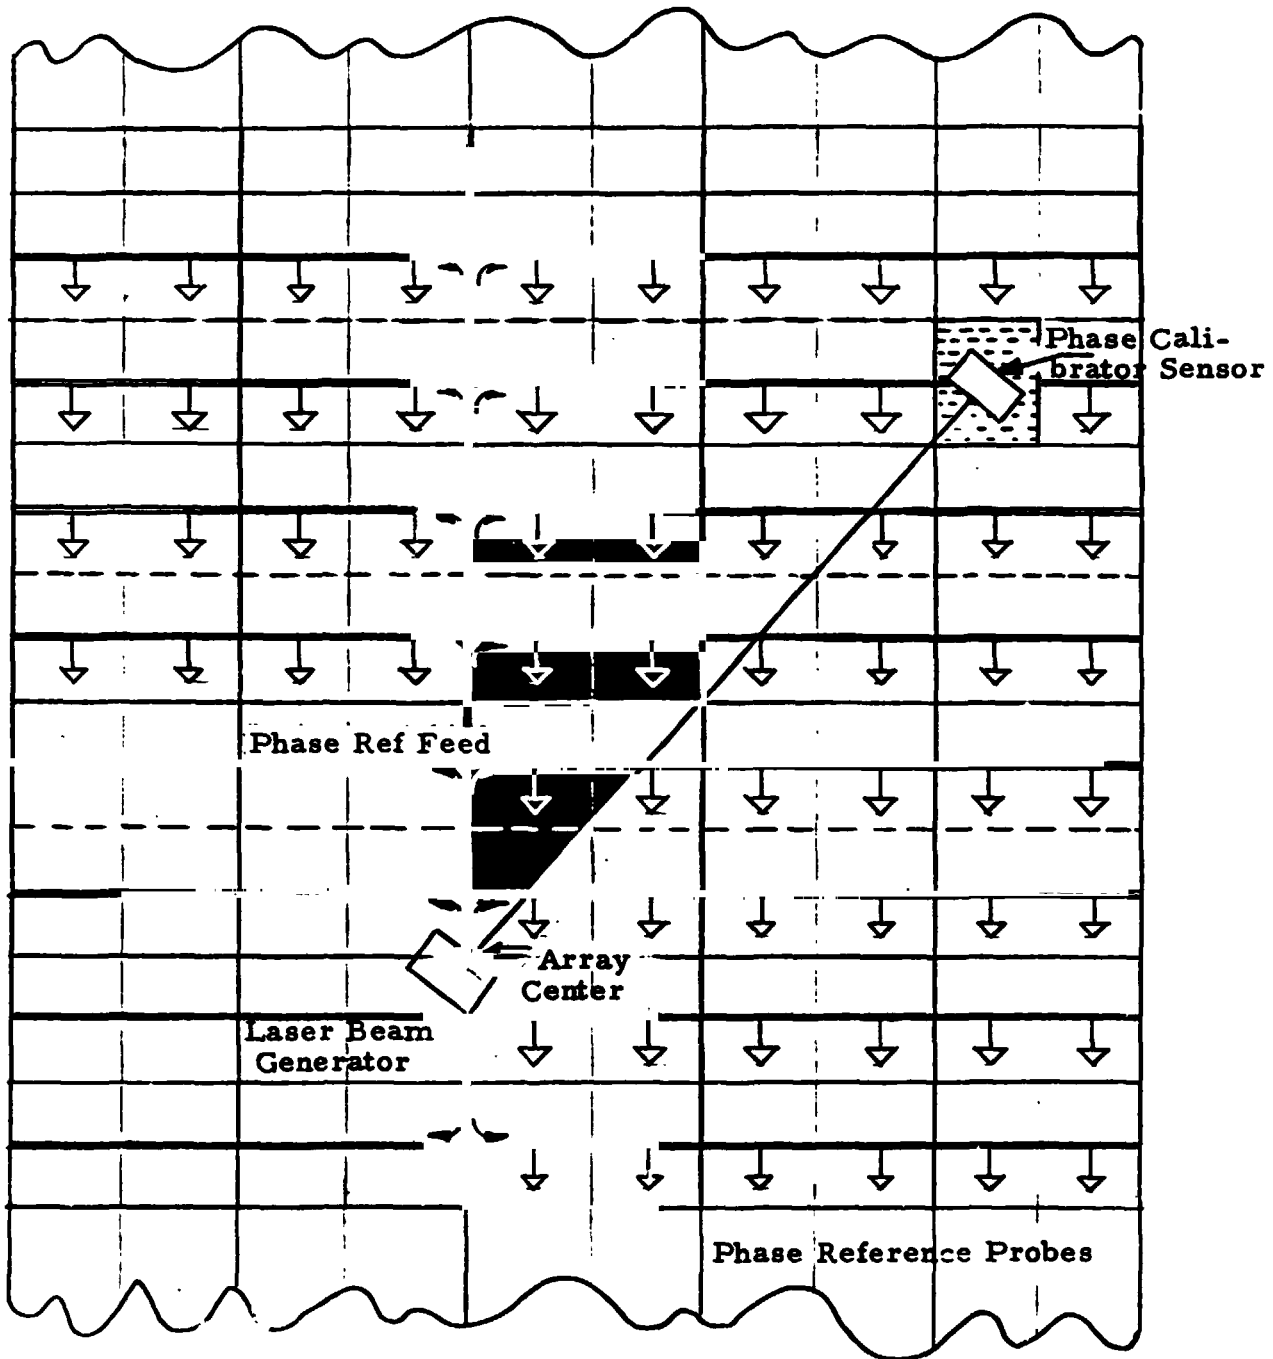 Phase Cali-
brator Sensor
Phase Ref Feed
Array
Center
Laser Beam
Generator
Phase Reference Probes